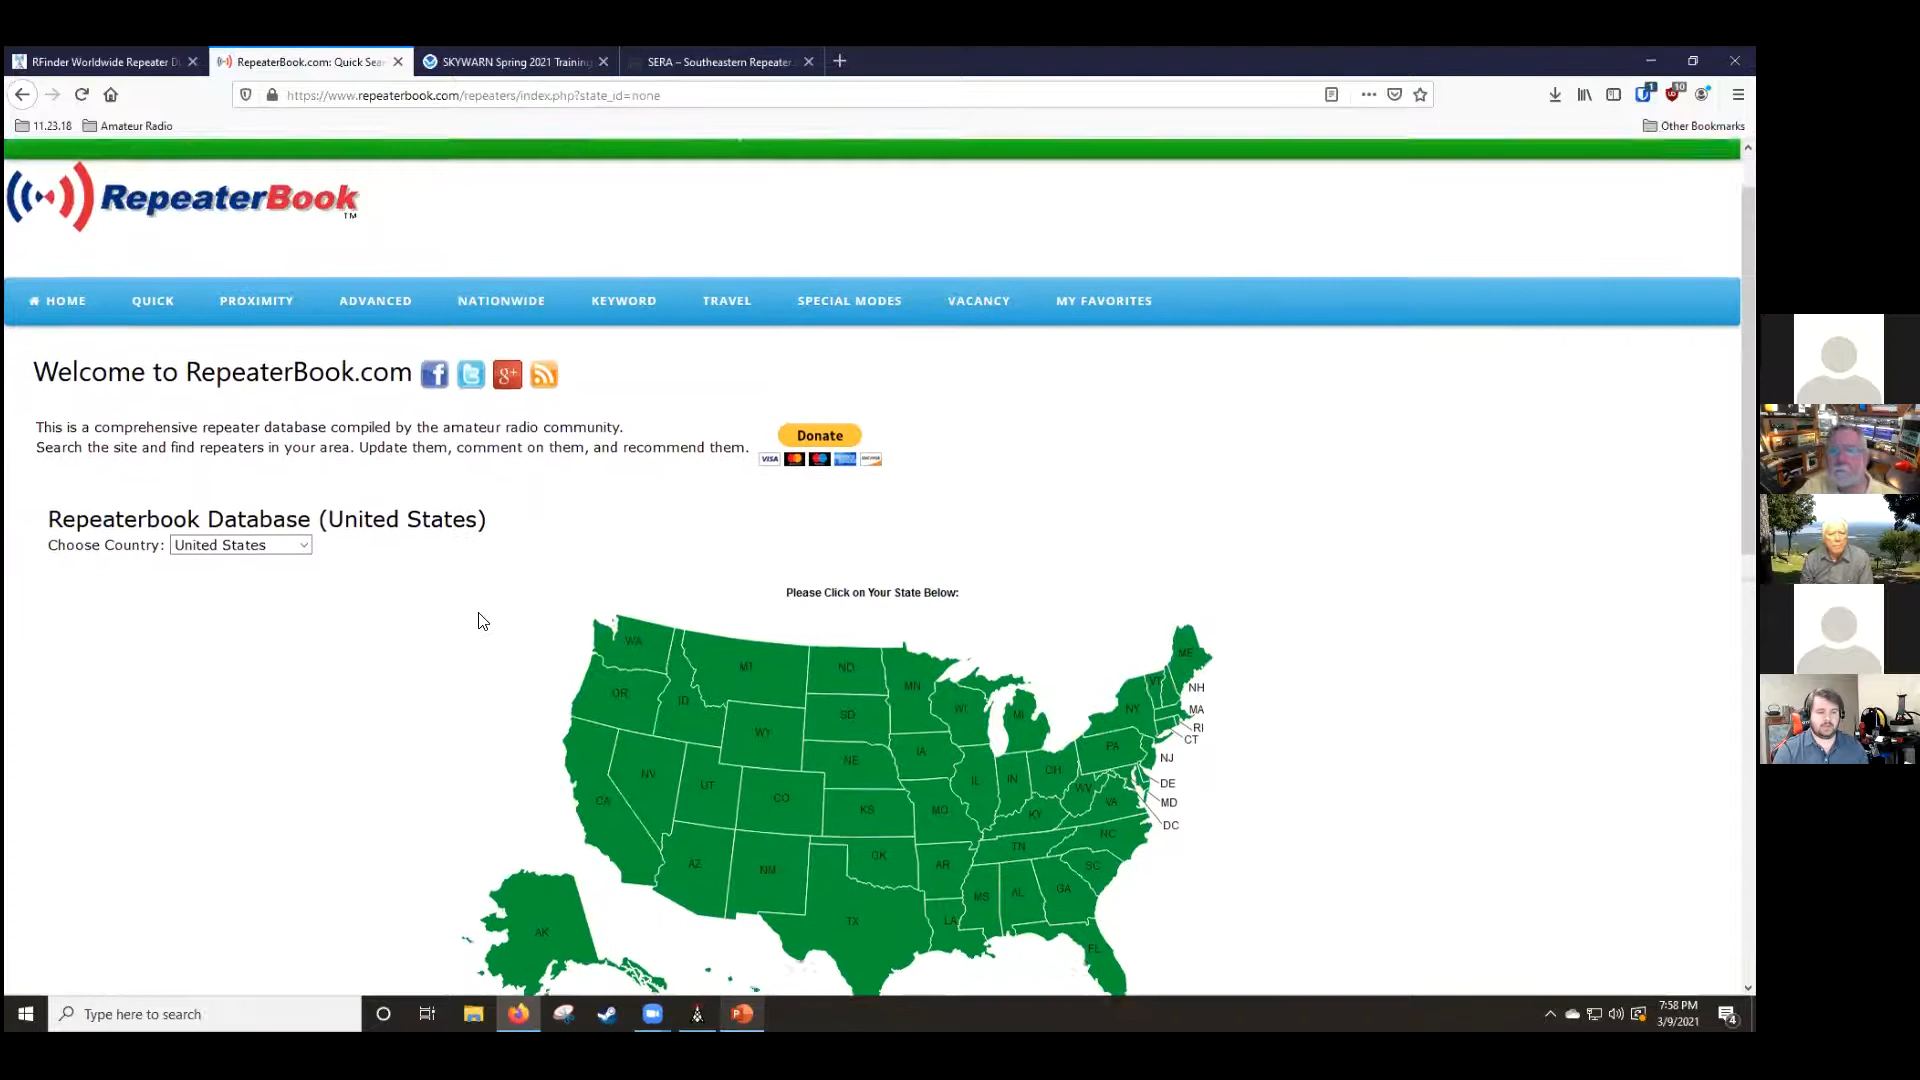 RFinder Worldwide Repeater D
RepeaterBook.com: Quick Sea
SKYWARN Spring 2021 Training
SERA – Southeastern Repeater
https://www.repeaterbook.com/repeaters/index.php?state_id=none
1
10
11.23.18
Amateur Radio
Other Bookmarks
RepeaterBook
TM
HOME
QUICK
PROXIMITY
ADVANCED
NATIONWIDE
KEYWORD
TRAVEL
SPECIAL MODES
VACANCY
MY FAVORITES
Welcome to RepeaterBook.com
This is a comprehensive repeater database compiled by the amateur radio community.
Search the site and find repeaters in your area. Update them, comment on them, and recommend them.
Donate
VISA
Repeaterbook Database (United States)
Choose Country: United States
Please Click on Your State Below:
WA
MT
ND
MN
ME
VT
NH
OR
ID
SD
WI
MI
NY
MA
RI
CT
WY
IA
PA
NJ
NE
NV
UT
CO
IL
IN
OH
DE
WV
VA
MD
CA
KS
MO
KY
DC
NC
TN
AZ
NM
OK
AR
SC
MS
AL
GA
TX
LA
AK
FL
Type here to search
7:58 PM
3/9/2021
4